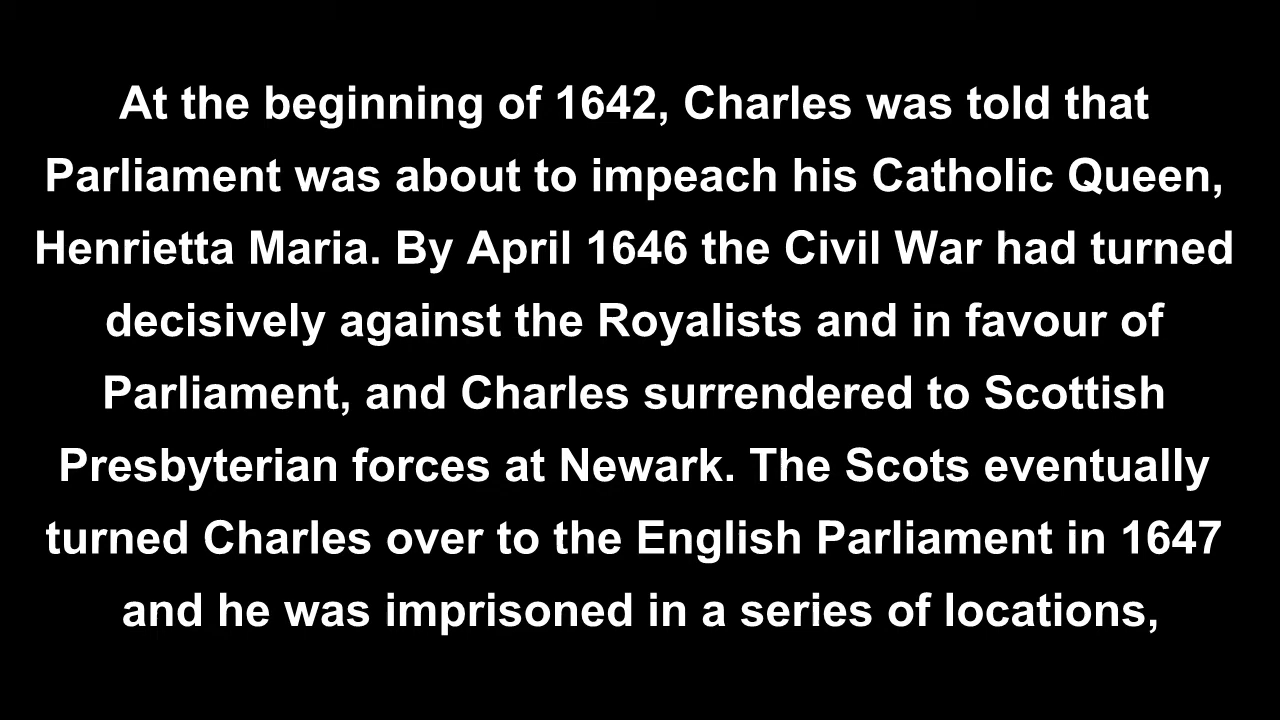 At the beginning of 1642, Charles was told that
Parliament was about to impeach his Catholic Queen,
Henrietta Maria. By April 1646 the Civil War had turned
decisively against the Royalists and in favour of
Parliament, and Charles surrendered to Scottish
Presbyterian forces at Newark. The Scots eventually
turned Charles over to the English Parliament in 1647
and he was imprisoned in a series of locations,